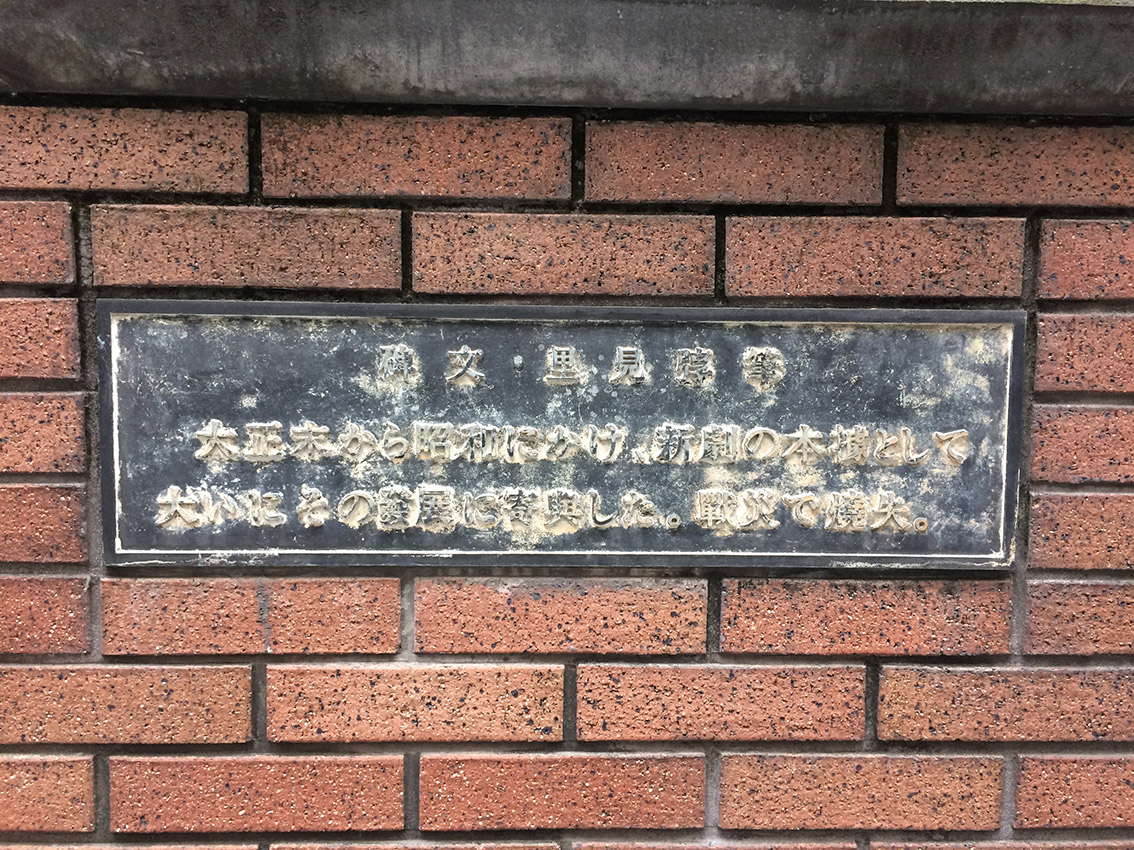 碑文・里見弴筆
大正末から昭和にかけ、新劇の本據として
大いにその發展に寄與した。戰災で燒失。